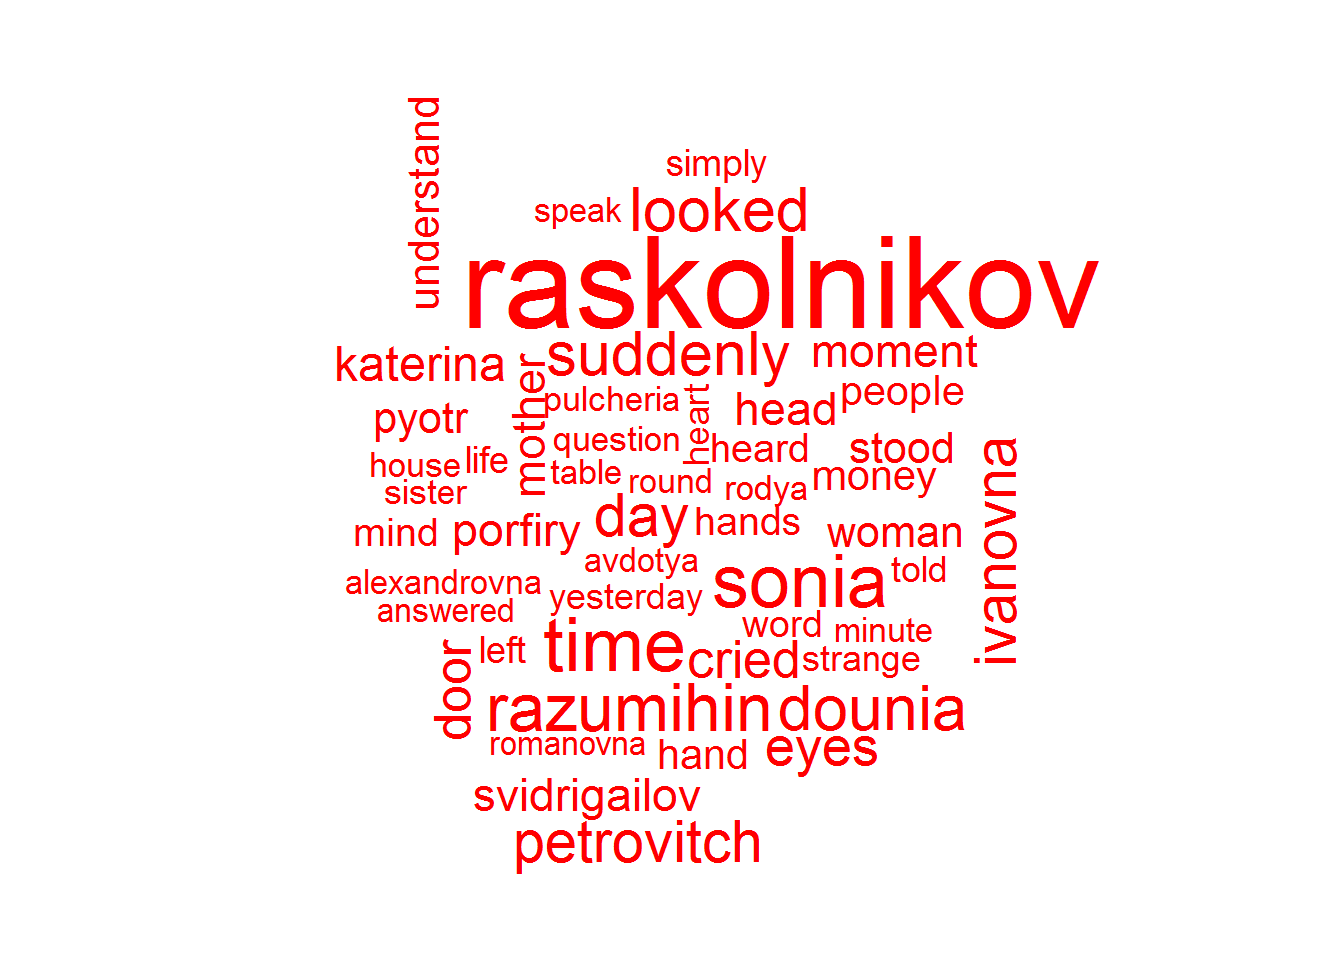 understand
simply
speak looked
raskolnikov
katerina
suddenly
moment
mother
pulcheria
heart
head
people
pyotr
question
heard
stood
house
life
table
round
rodya
money
sister
ivanovna
mind
porfiry
day
hands
woman
avdotya
told
alexandrovna
sonia
answered
yesterday
word
minute
left
time
cried
strange
door
razumihin
dounia
romanovna
hand
eyes
svidrigailov
petrovitch